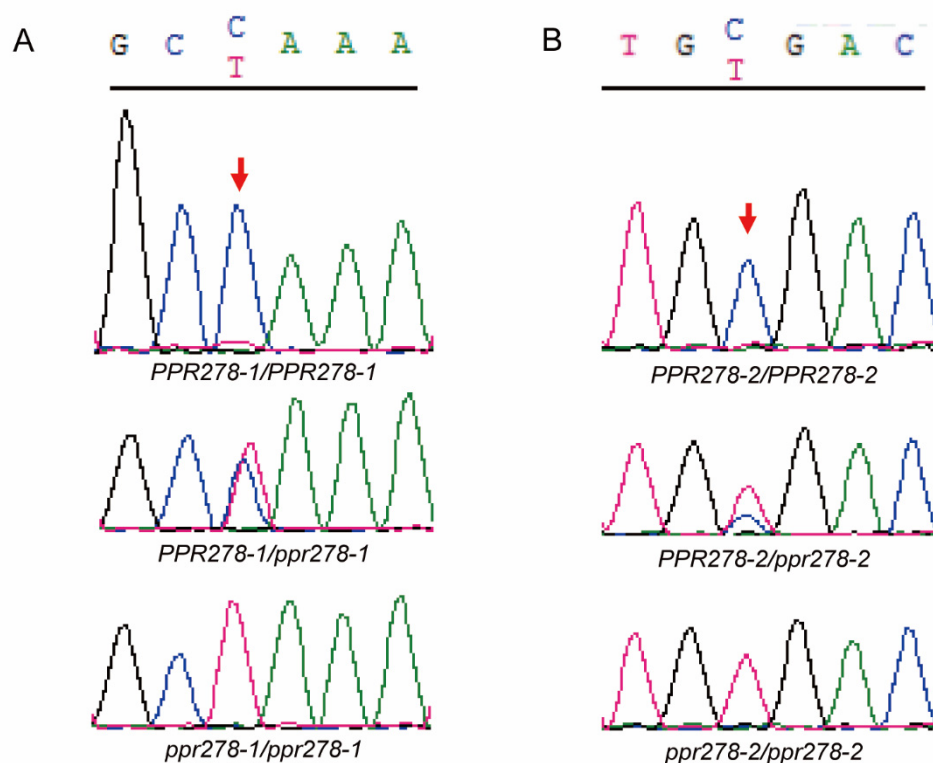 A
G C C A A A
T
PPR278-1/PPR278-1
PPR278-1/ppr278-1
ppr278-1/ppr278-1
B
T G C G A C
T
PPR278-2/PPR278-2
PPR278-2/ppr278-2
ppr278-2/ppr278-2